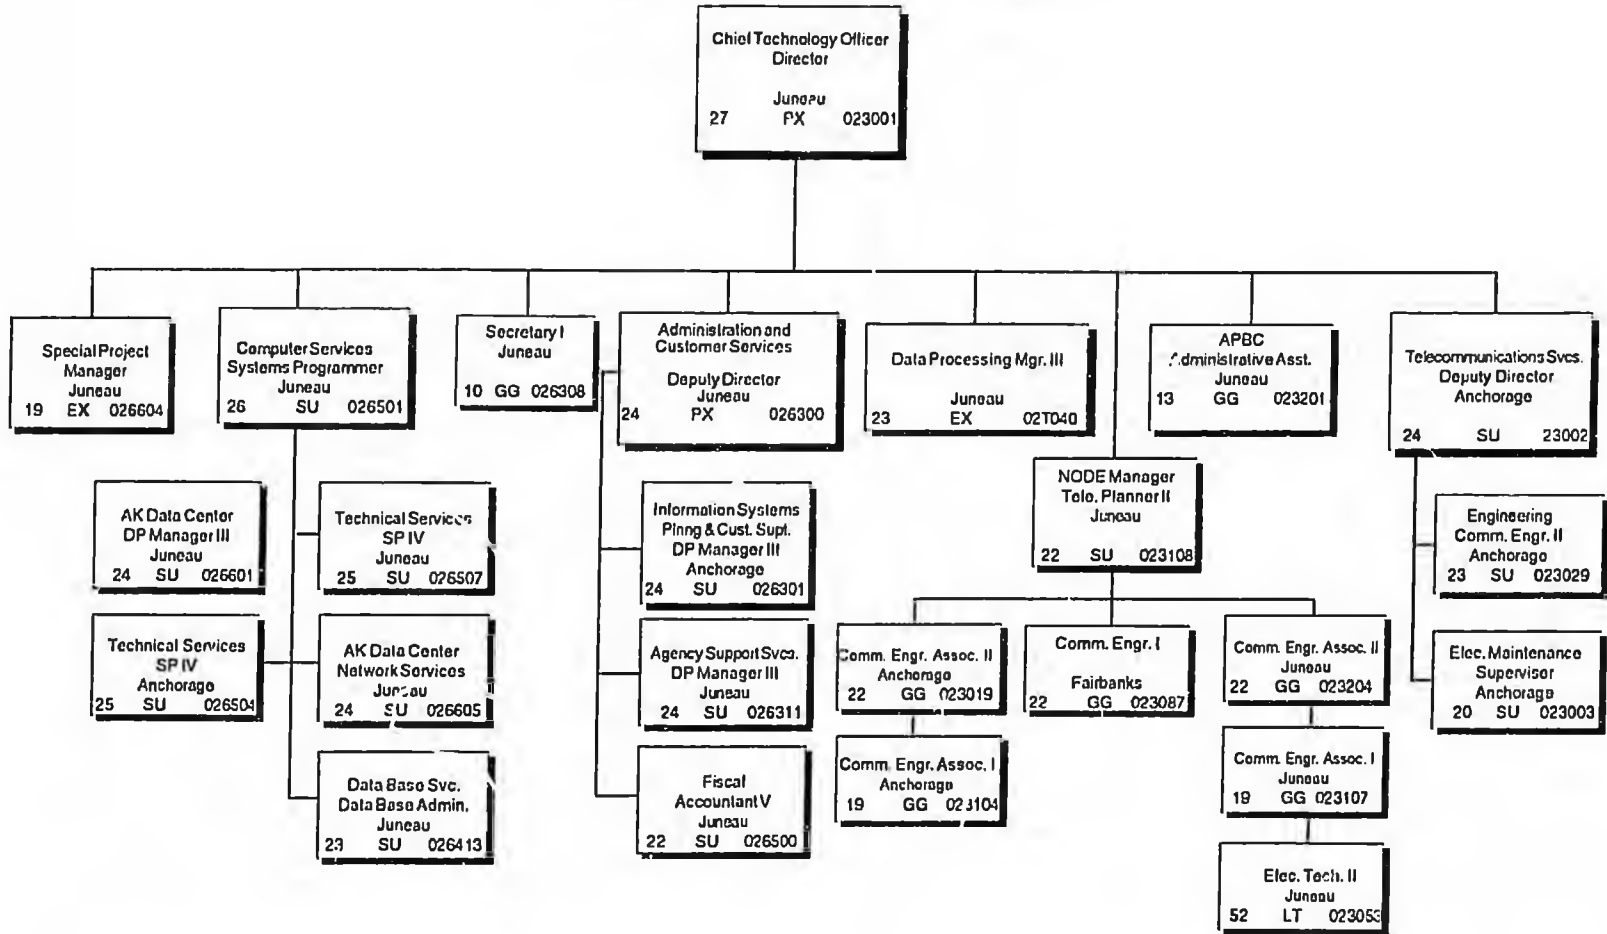 Chief Technology Officer
Director
Juneau
27 PX 023001
Special Project
Manager
Juneau
19 EX 026604
Computer Services
Systems Programmer
Juneau
26 SU 026501
Secretary I
Juneau
10 GG 026308
Administration and
Customer Services
Deputy Director
Juneau
24 PX 026300
Data Processing Mgr. III
Juneau
23 EX 02T040
APBC
Administrative Asst.
Juneau
13 GG 023201
Telecommunications Svcs.
Deputy Director
Anchorage
24 SU 23002
AK Data Center
DP Manager III
Juneau
24 SU 026601
Technical Services
SP IV
Juneau
25 SU 026507
Information Systems
Plnng & Cust. Supt.
DP Manager III
Anchorage
24 SU 026301
NODE Manager
Tele. Planner II
Juneau
22 SU 023108
Engineering
Comm. Engr. II
Anchorage
23 SU 023029
Technical Services
SP IV
Anchorage
25 SU 026504
AK Data Center
Network Services
Juneau
24 SU 026605
Agency Support Svcs.
DP Manager III
Juneau
24 SU 026311
Comm. Engr. Assoc. II
Anchorage
22 GG 023019
Comm. Engr. I
Fairbanks
22 GG 023087
Comm. Engr. Assoc. II
Juneau
22 GG 023204
Elec. Maintenance
Supervisor
Anchorage
20 SU 023003
Data Base Svc.
Data Base Admin.
Juneau
23 SU 026413
Fiscal
Accountant V
Juneau
22 SU 026500
Comm. Engr. Assoc. I
Anchorage
19 GG 023104
Comm. Engr. Assoc. I
Juneau
19 GG 023107
Elec. Tech. II
Juneau
52 LT 023053